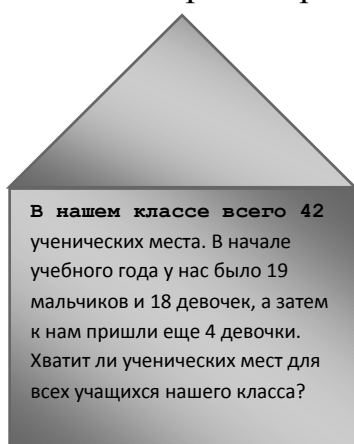 В нашем классе всего 42
ученических места. В начале
учебного года у нас было 19
мальчиков и 18 девочек, а затем
к нам пришли еще 4 девочки.
Хватит ли ученических мест для
всех учащихся нашего класса?